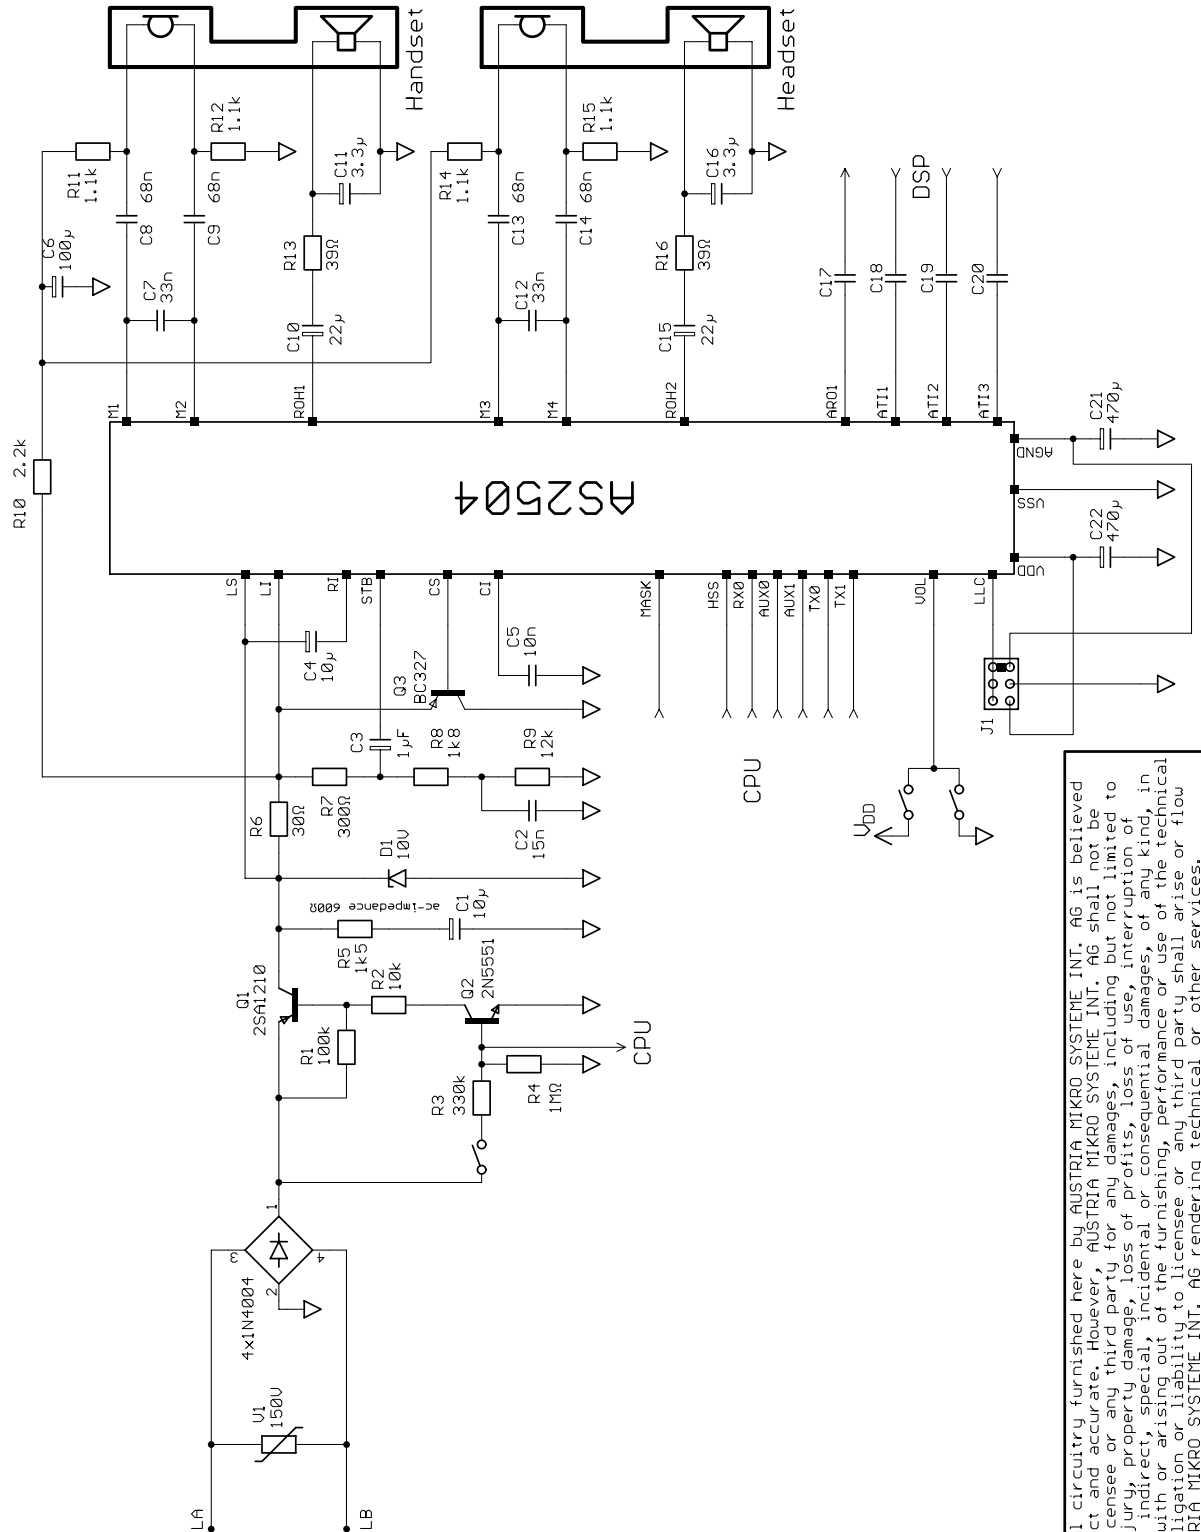 Handset
Headset
R11
1.1k
R12
1.1k
R14
1.1k
R15
1.1k
C6
100µ
C8
68n
C9
68n
C7
33n
C11
3.3µ
R13
39Ω
C10
22µ
C13
68n
C14
68n
C12
33n
C16
3.3µ
R16
39Ω
C15
22µ
DSP
C17
C18
C19
C20
R10 2.2k
M1
M2
ROH1
M3
M4
ROH2
ARO1
ATI1
ATI2
ATI3
AS2504
AGND
VSS
VDD
C21
470µ
C22
470µ
LS
LI
RI
STB
CS
CI
MASK
HSS
RX0
AUX0
AUX1
TX0
TX1
VOL
LLC
C4
10µ
C5
10n
Q3
BC327
C3
1µF
R8
1k8
R9
12k
R7
300Ω
R6
30Ω
C2
15n
D1
10V
CPU
J1
VDD
ac-impedance 600Ω
R5
1k5
C1
10µ
Q1
2SA1210
R2
10k
Q2
2N5551
R1
100k
R3
330k
R4
1MΩ
CPU
4x1N4004
1
2
3
4
V1
150V
LA
LB
l circuitry furnished here by AUSTRIA MIKRO SYSTEME INT. AG is believed
ct and accurate. However, AUSTRIA MIKRO SYSTEME INT. AG shall not be
censee or any third party for any damages, including but not limited to
jury, property damage, loss of profits, loss of use, interruption of
indirect, special, incidental or consequential damages, of any kind, in
with or arising out of the furnishing, performance or use of the technical
ligation or liability to licensee or any third party shall arise or flow
RIA MIKRO SYSTEME INT. AG rendering technical or other services.